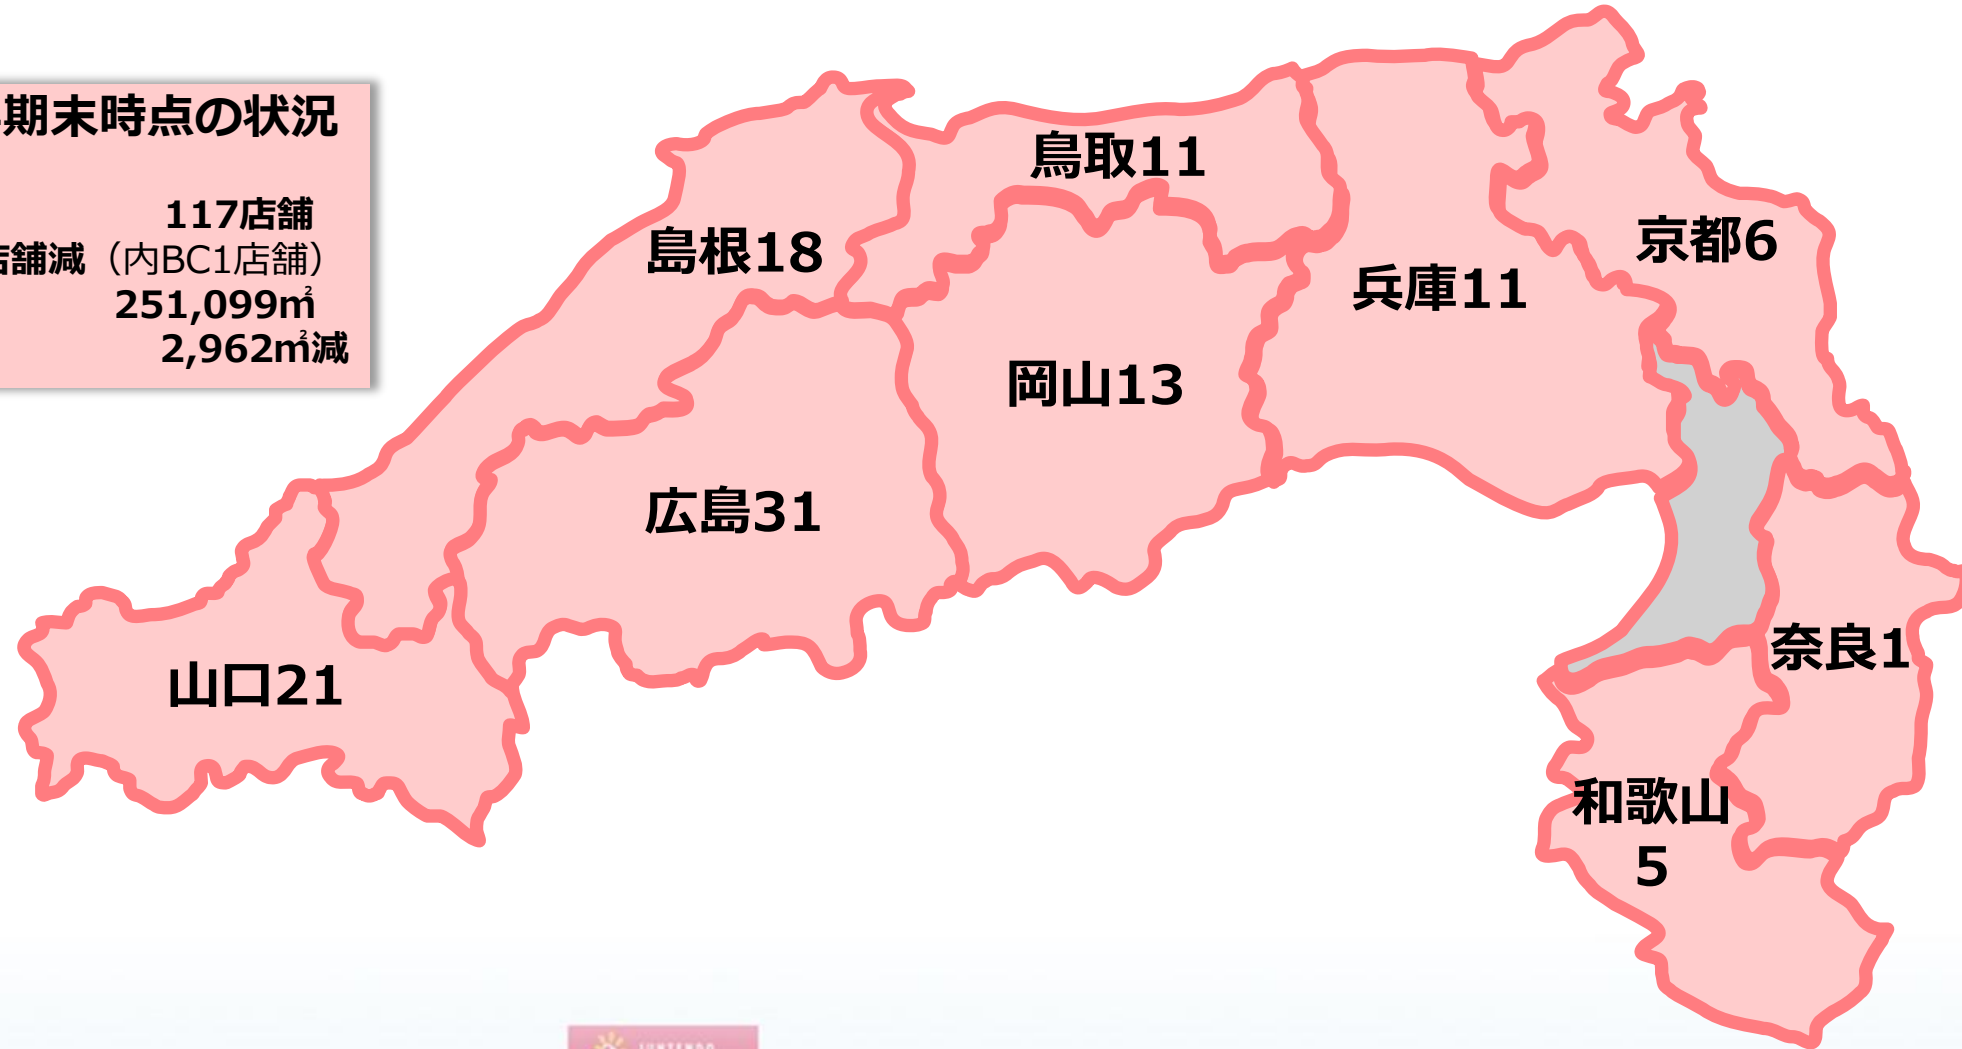 期末時点の状況
117店舗
店舗減（内BC1店舗）
251,099㎡
2,962㎡減
鳥取11
島根18
京都6
兵庫11
岡山13
広島31
奈良1
山口21
和歌山
5